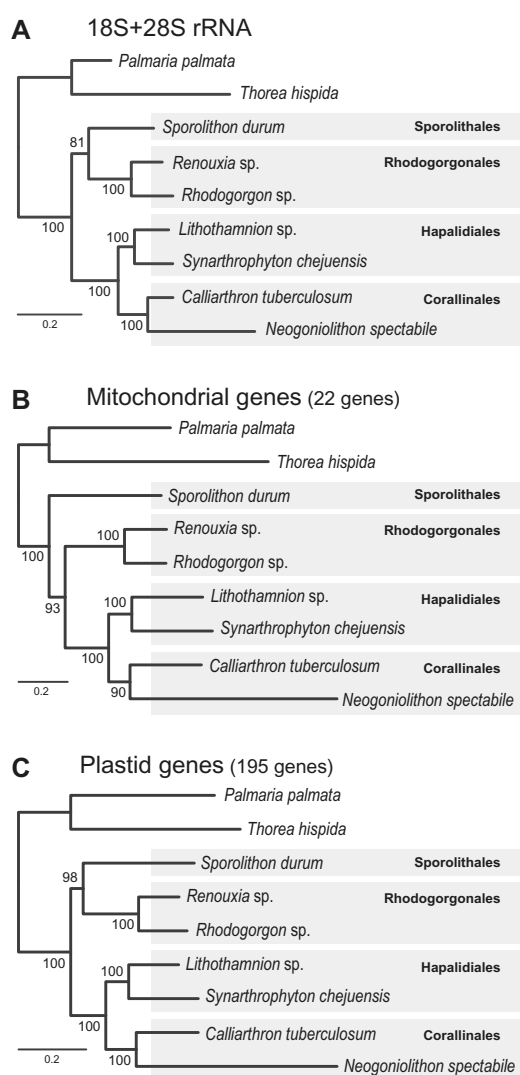 A 18S+28S rRNA
Palmaria palmata
Thorea hispida
Sporolithon durum Sporolithales
81
Renouxia sp. Rhodogorgonales
100
Rhodogorgon sp.
100
Lithothamnion sp. Hapalidiales
100
Synarthrophyton chejuensis
100
Calliarthron tuberculosum Corallinales
0.2
100
Neogoniolithon spectabile
B Mitochondrial genes (22 genes)
Palmaria palmata
Thorea hispida
Sporolithon durum Sporolithales
Renouxia sp. Rhodogorgonales
100
100
Rhodogorgon sp.
Lithothamnion sp. Hapalidiales
100
93
Synarthrophyton chejuensis
100
Calliarthron tuberculosum Corallinales
0.2
90
Neogoniolithon spectabile
C Plastid genes (195 genes)
Palmaria palmata
Thorea hispida
Sporolithon durum Sporolithales
98
Renouxia sp. Rhodogorgonales
100
Rhodogorgon sp.
100
Lithothamnion sp. Hapalidiales
100
Synarthrophyton chejuensis
100
Calliarthron tuberculosum Corallinales
0.2
100
Neogoniolithon spectabile